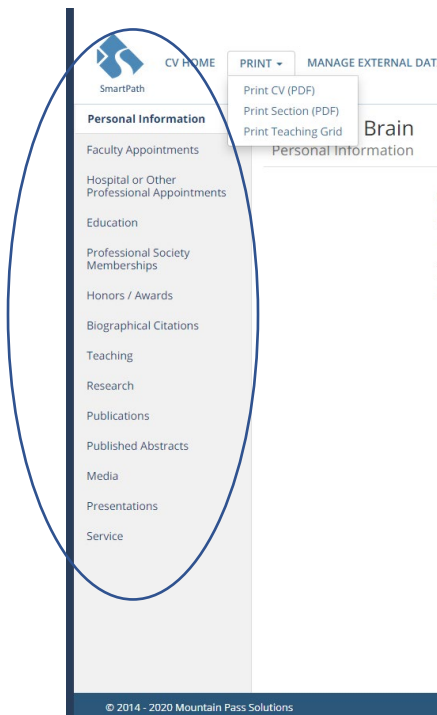 SmartPath
CV HOME
PRINT
MANAGE EXTERNAL DAT
Print CV (PDF)
Print Section (PDF)
Print Teaching Grid
Brain
Personal Information
Personal Information
Faculty Appointments
Hospital or Other
Professional Appointments
Education
Professional Society
Memberships
Honors / Awards
Biographical Citations
Teaching
Research
Publications
Published Abstracts
Media
Presentations
Service
© 2014 - 2020 Mountain Pass Solutions